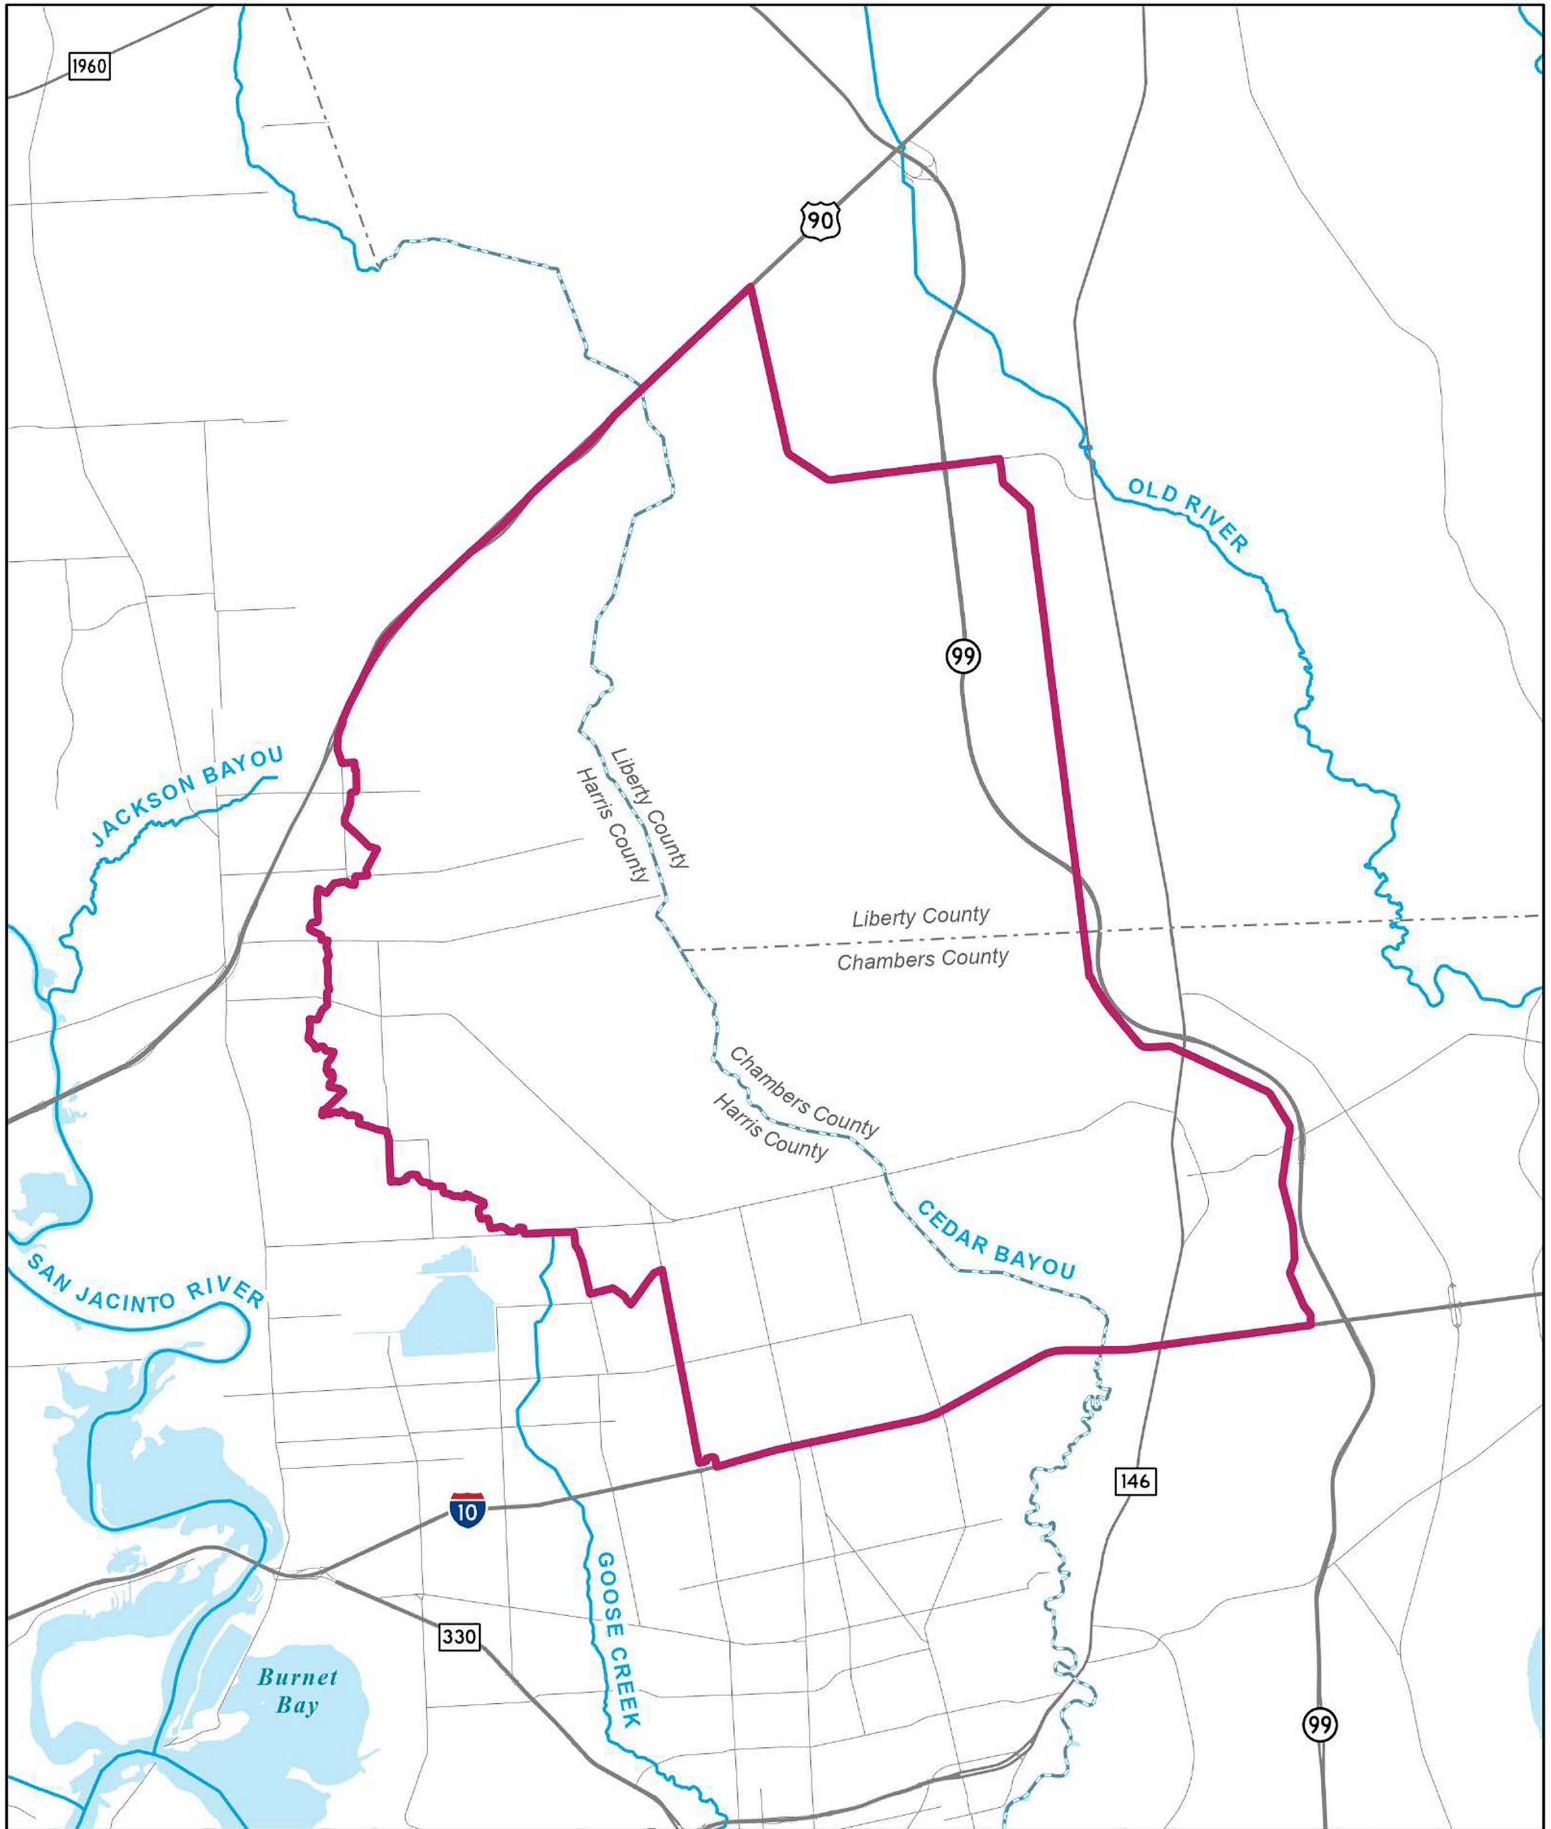 1960
90
OLD RIVER
99
JACKSON BAYOU
Liberty County
Harris County
Liberty County
Chambers County
Chambers County
Harris County
CEDAR BAYOU
SAN JACINTO RIVER
146
10
GOOSE CREEK
330
Burnet
Bay
99